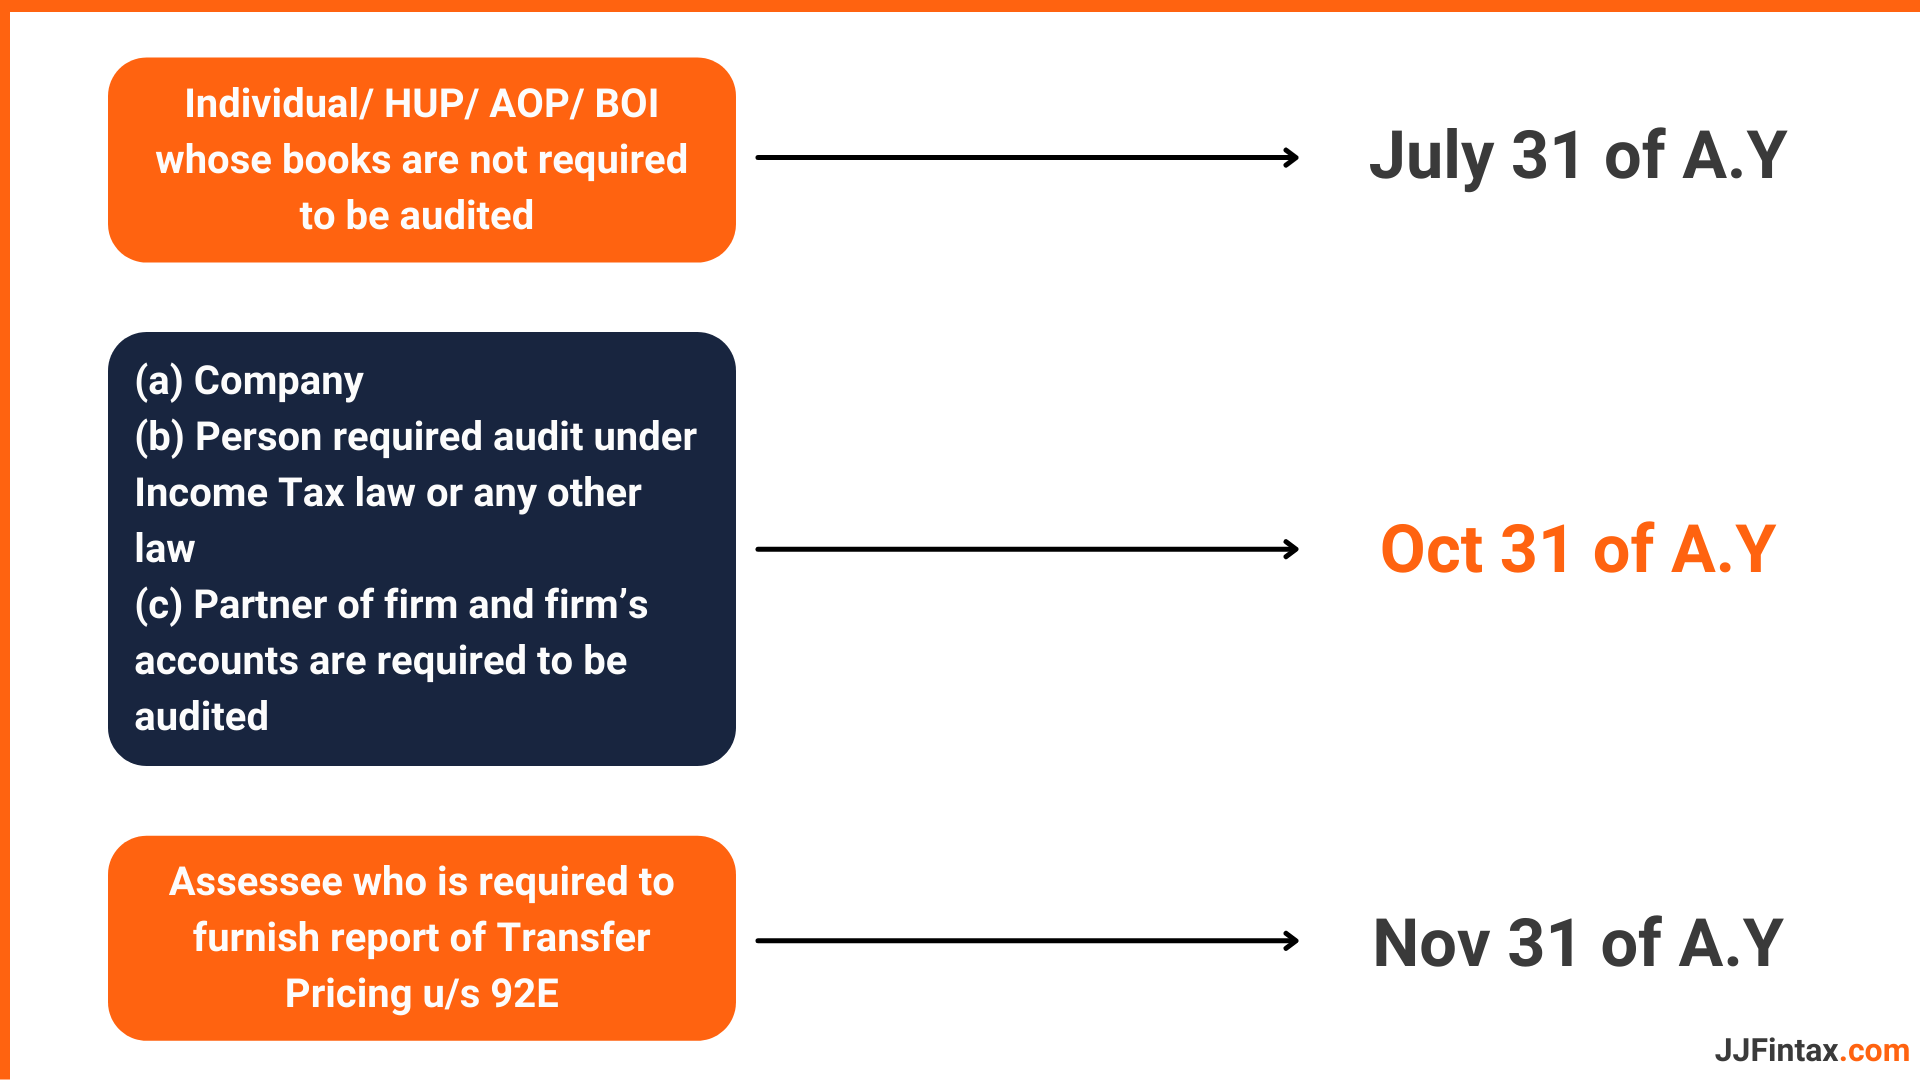 Individual/ HUP/ AOP/ BOI
whose books are not required
to be audited
July 31 of A.Y
(a) Company
(b) Person required audit under
Income Tax law or any other
law
(c) Partner of firm and firm’s
accounts are required to be
audited
Oct 31 of A.Y
Assessee who is required to
furnish report of Transfer
Pricing u/s 92E
Nov 31 of A.Y
JJFintax.com